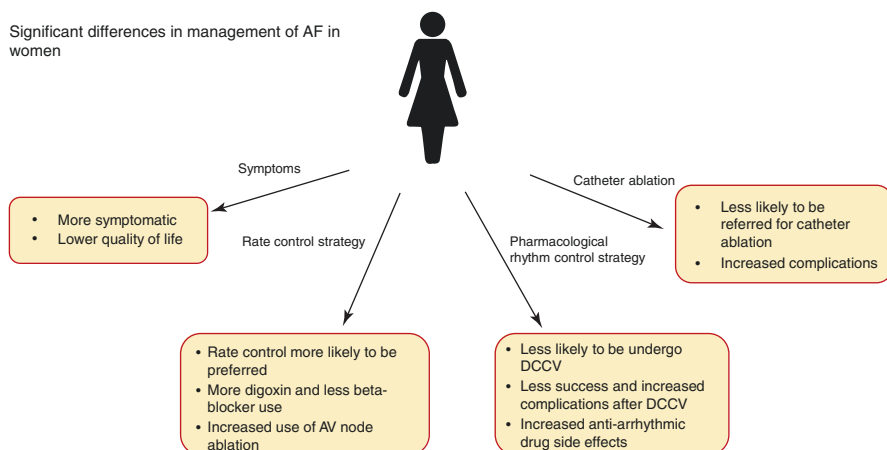 Significant differences in management of AF in
women
Symptoms
• More symptomatic
• Lower quality of life
Rate control strategy
• Rate control more likely to be
preferred
• More digoxin and less beta-
blocker use
• Increased use of AV node
ablation
Pharmacological
rhythm control strategy
• Less likely to be undergo
DCCV
• Less success and increased
complications after DCCV
• Increased anti-arrhythmic
drug side effects
Catheter ablation
• Less likely to be
referred for catheter
ablation
• Increased complications